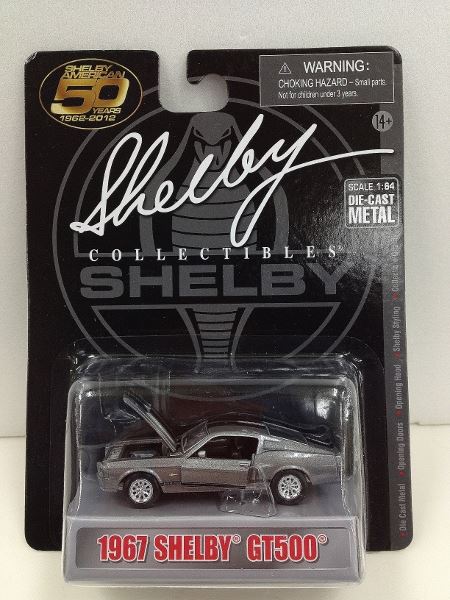 SHELBY
AMERICAN
50
YEARS
1962-2012
⚠ WARNING:
CHOKING HAZARD – Small parts.
Not for children under 3 years.
14+
Shelby
COLLECTIBLES®
SCALE 1:64
DIE-CAST
METAL
SHELBY
• Die Cast Metal • Opening Doors • Opening Hood • Shelby Styling
1967 SHELBY® GT500®